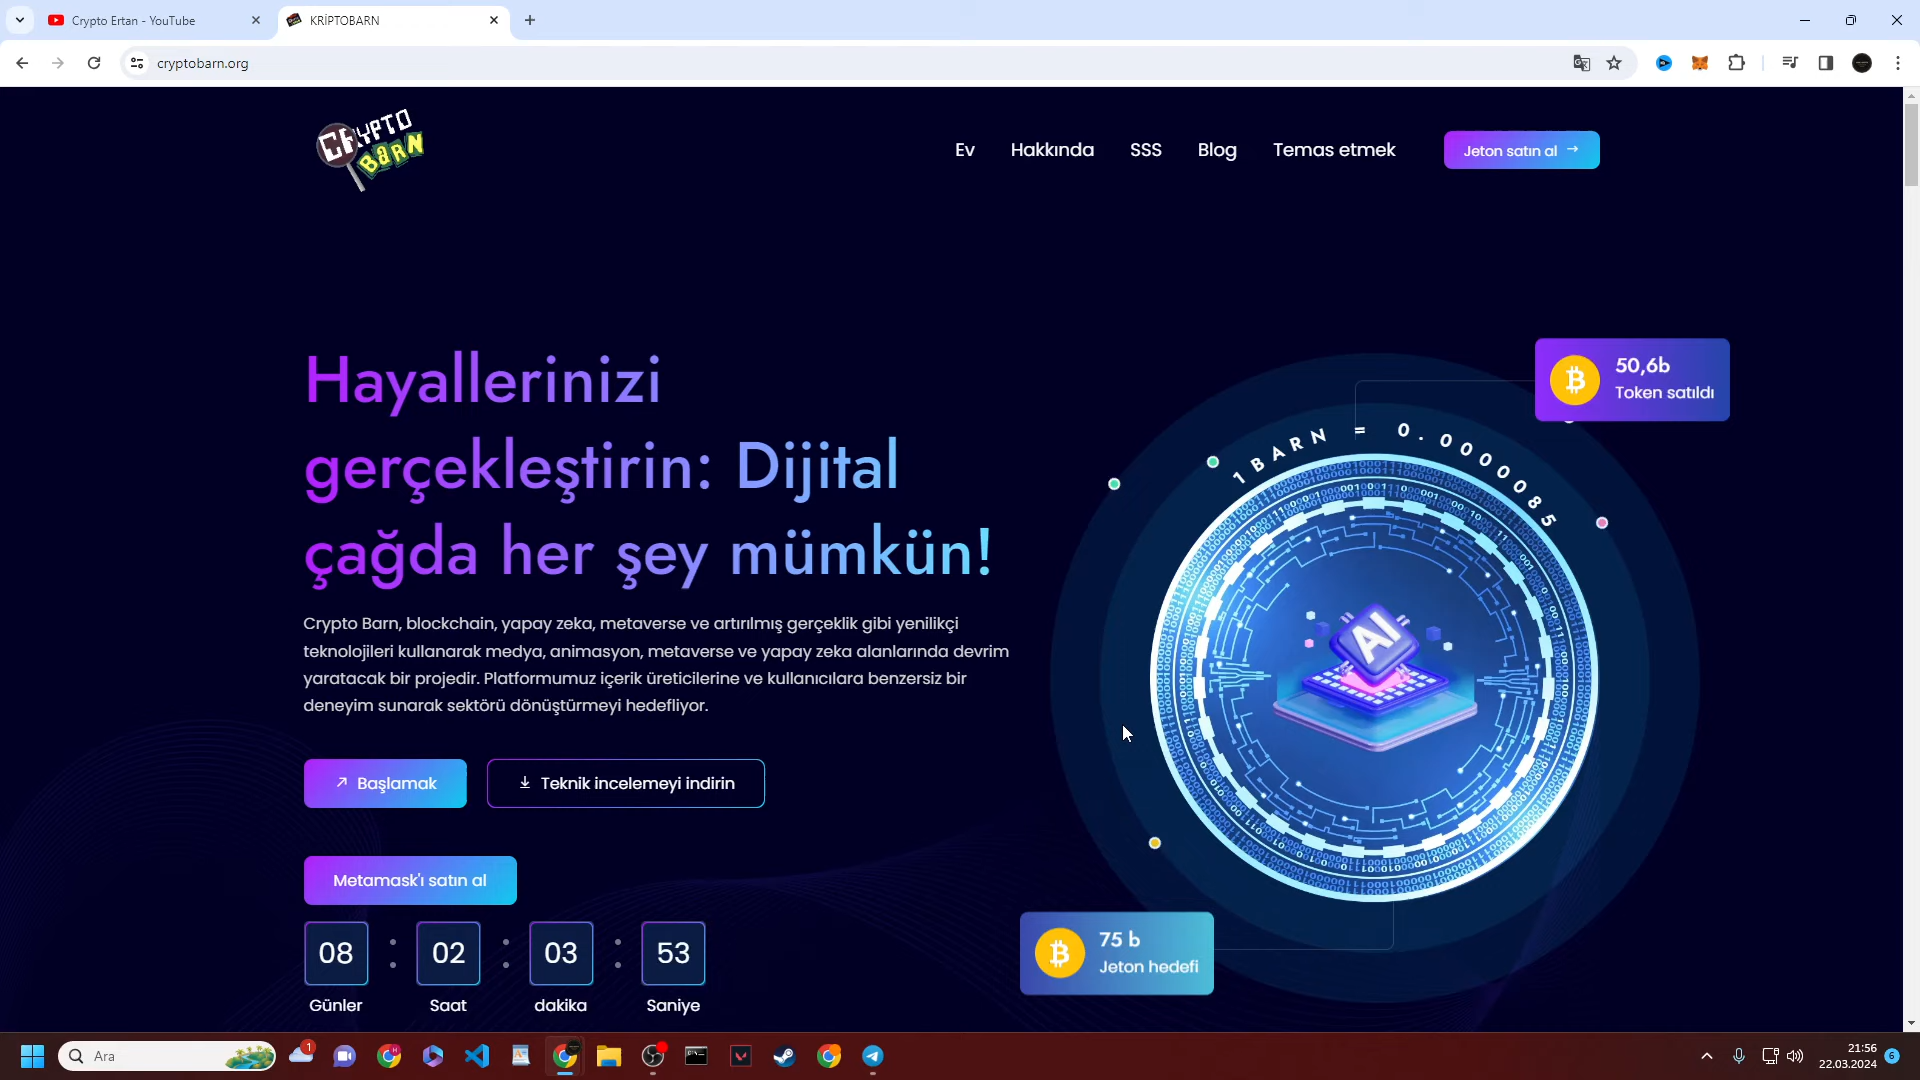 Crypto Ertan - YouTube
KRİPTOBARN
cryptobarn.org
CRYPTO
BARN
Ev
Hakkında
SSS
Blog
Temas etmek
Jeton satın al
Hayallerinizi
gerçekleştirin: Dijital
çağda her şey mümkün!
Crypto Barn, blockchain, yapay zeka, metaverse ve artırılmış gerçeklik gibi yenilikçi
teknolojileri kullanarak medya, animasyon, metaverse ve yapay zeka alanlarında devrim
yaratacak bir projedir. Platformumuz içerik üreticilerine ve kullanıcılara benzersiz bir
deneyim sunarak sektörü dönüştürmeyi hedefliyor.
Başlamak
Teknik incelemeyi indirin
Metamask'ı satın al
08 : 02 : 03 : 53
Günler Saat dakika Saniye
50,6b
Token satıldı
1 BARN = 0.0000085
AI
75 b
Jeton hedefi
Ara
1
21:56
22.03.2024
6